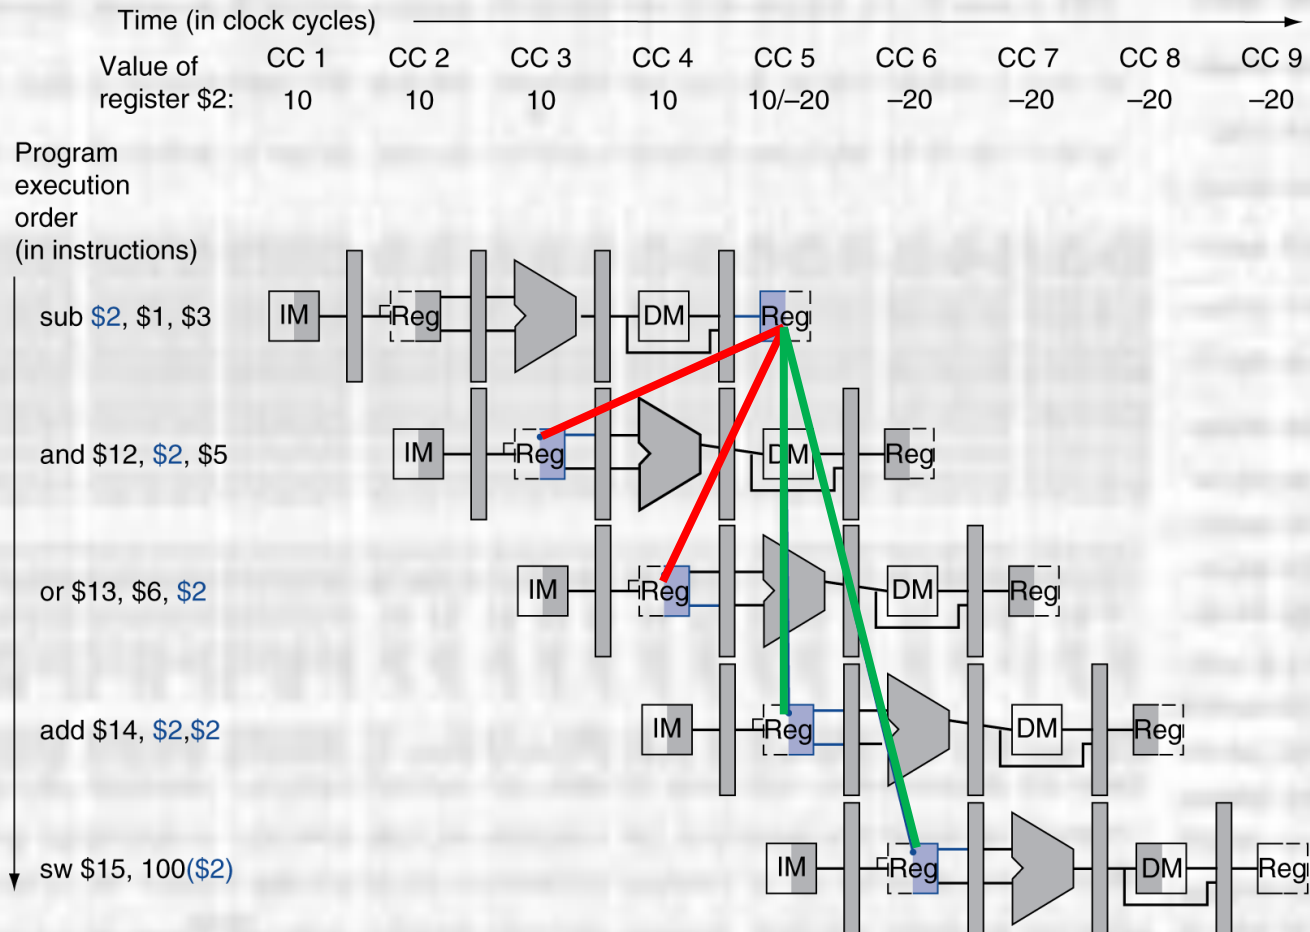 Time (in clock cycles)
CC 1 CC 2 CC 3 CC 4 CC 5 CC 6 CC 7 CC 8 CC 9
Value of
register $2:
10 10 10 10 10/–20 –20 –20 –20 –20
Program
execution
order
(in instructions)
sub $2, $1, $3
IM Reg DM Reg
and $12, $2, $5
IM Reg DM Reg
or $13, $6, $2
IM Reg DM Reg
add $14, $2,$2
IM Reg DM Reg
sw $15, 100($2)
IM Reg DM Reg